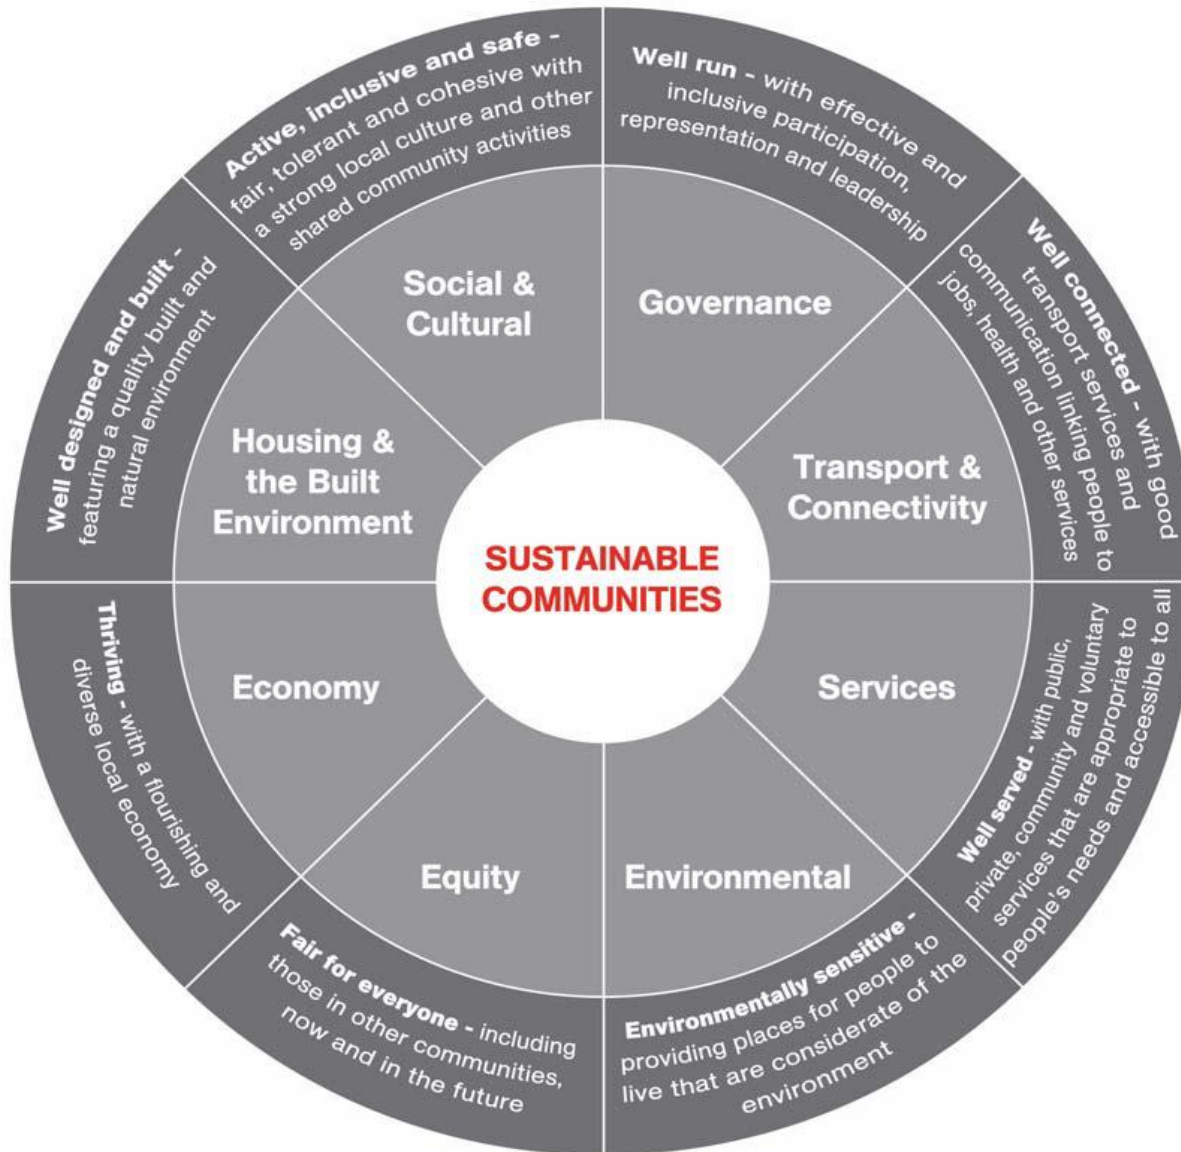 SUSTAINABLE
COMMUNITIES
Social &
Cultural
Active, inclusive and safe -
fair, tolerant and cohesive with
a strong local culture and other
shared community activities
Governance
Well run - with effective and
inclusive participation,
representation and leadership
Transport &
Connectivity
Well connected - with good
transport services and
communication linking people to
jobs, health and other services
Services
Well served - with public,
private, community and voluntary
services that are appropriate to
people's needs and accessible to all
Environmental
Environmentally sensitive -
providing places for people to
live that are considerate of the
environment
Equity
Fair for everyone - including
those in other communities,
now and in the future
Economy
Thriving - with a flourishing and
diverse local economy
Housing &
the Built
Environment
Well designed and built -
featuring a quality built and
natural environment